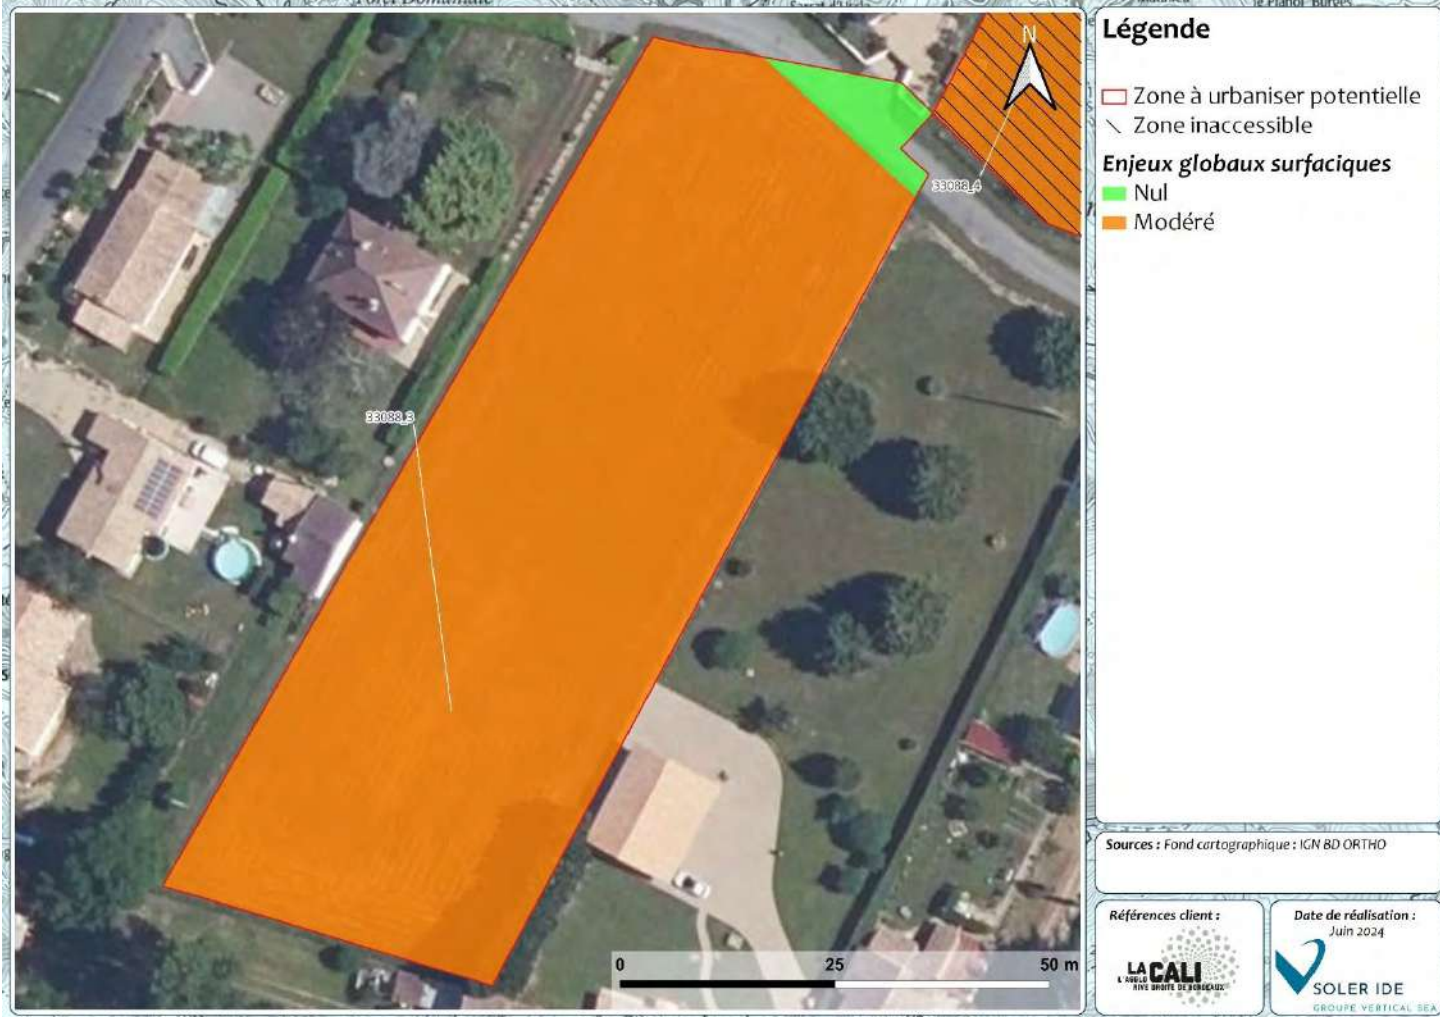 33088_3
33088_4
N
0 25 50 m
Légende
Zone à urbaniser potentielle
Zone inaccessible
Enjeux globaux surfaciques
Nul
Modéré
Sources : Fond cartographique : IGN BD ORTHO
Références client :
LA CALI
L'AGGLO
RIVE DROITE DE BORDEAUX
Date de réalisation :
Juin 2024
SOLER IDE
GROUPE VERTICAL SEA